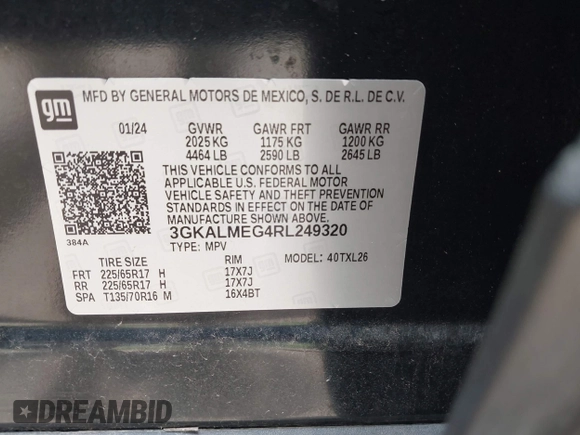 gm
MFD BY GENERAL MOTORS DE MEXICO, S. DE R.L. DE C.V.
01/24 GVWR GAWR FRT GAWR RR
2025 KG 1175 KG 1200 KG
4464 LB 2590 LB 2645 LB
THIS VEHICLE CONFORMS TO ALL
APPLICABLE U.S. FEDERAL MOTOR
VEHICLE SAFETY AND THEFT PREVENTION
STANDARDS IN EFFECT ON THE DATE OF
MANUFACTURE SHOWN ABOVE.
384A 3GKALMEG4RL249320
TYPE: MPV
TIRE SIZE RIM MODEL: 40TXL26
FRT 225/65R17 H 17X7J
RR 225/65R17 H 17X7J
SPA T135/70R16 M 16X4BT
DREAMBID